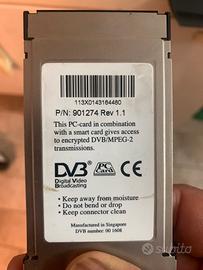 113XD143164480
P/N: 901274 Rev 1.1
This PC-card in combination
with a smart card gives access
to encrypted DVB/MPEG-2
transmissions.
DVB
Digital Video
Broadcasting
PC
Card
CE
• Keep away from moisture
• Do not bend or drop
• Keep connector clean
Manufactured in Singapore
DVB number: 00 1608
subito